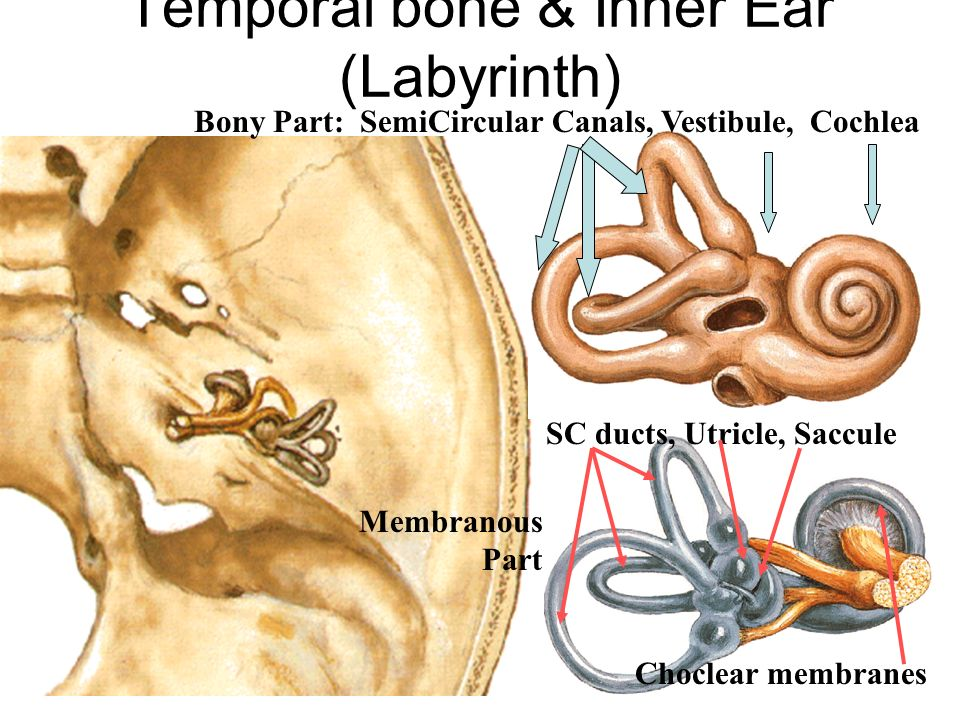 Temporal bone & Inner Ear
(Labyrinth)
Bony Part: SemiCircular Canals, Vestibule, Cochlea
SC ducts, Utricle, Saccule
Membranous
Part
Choclear membranes